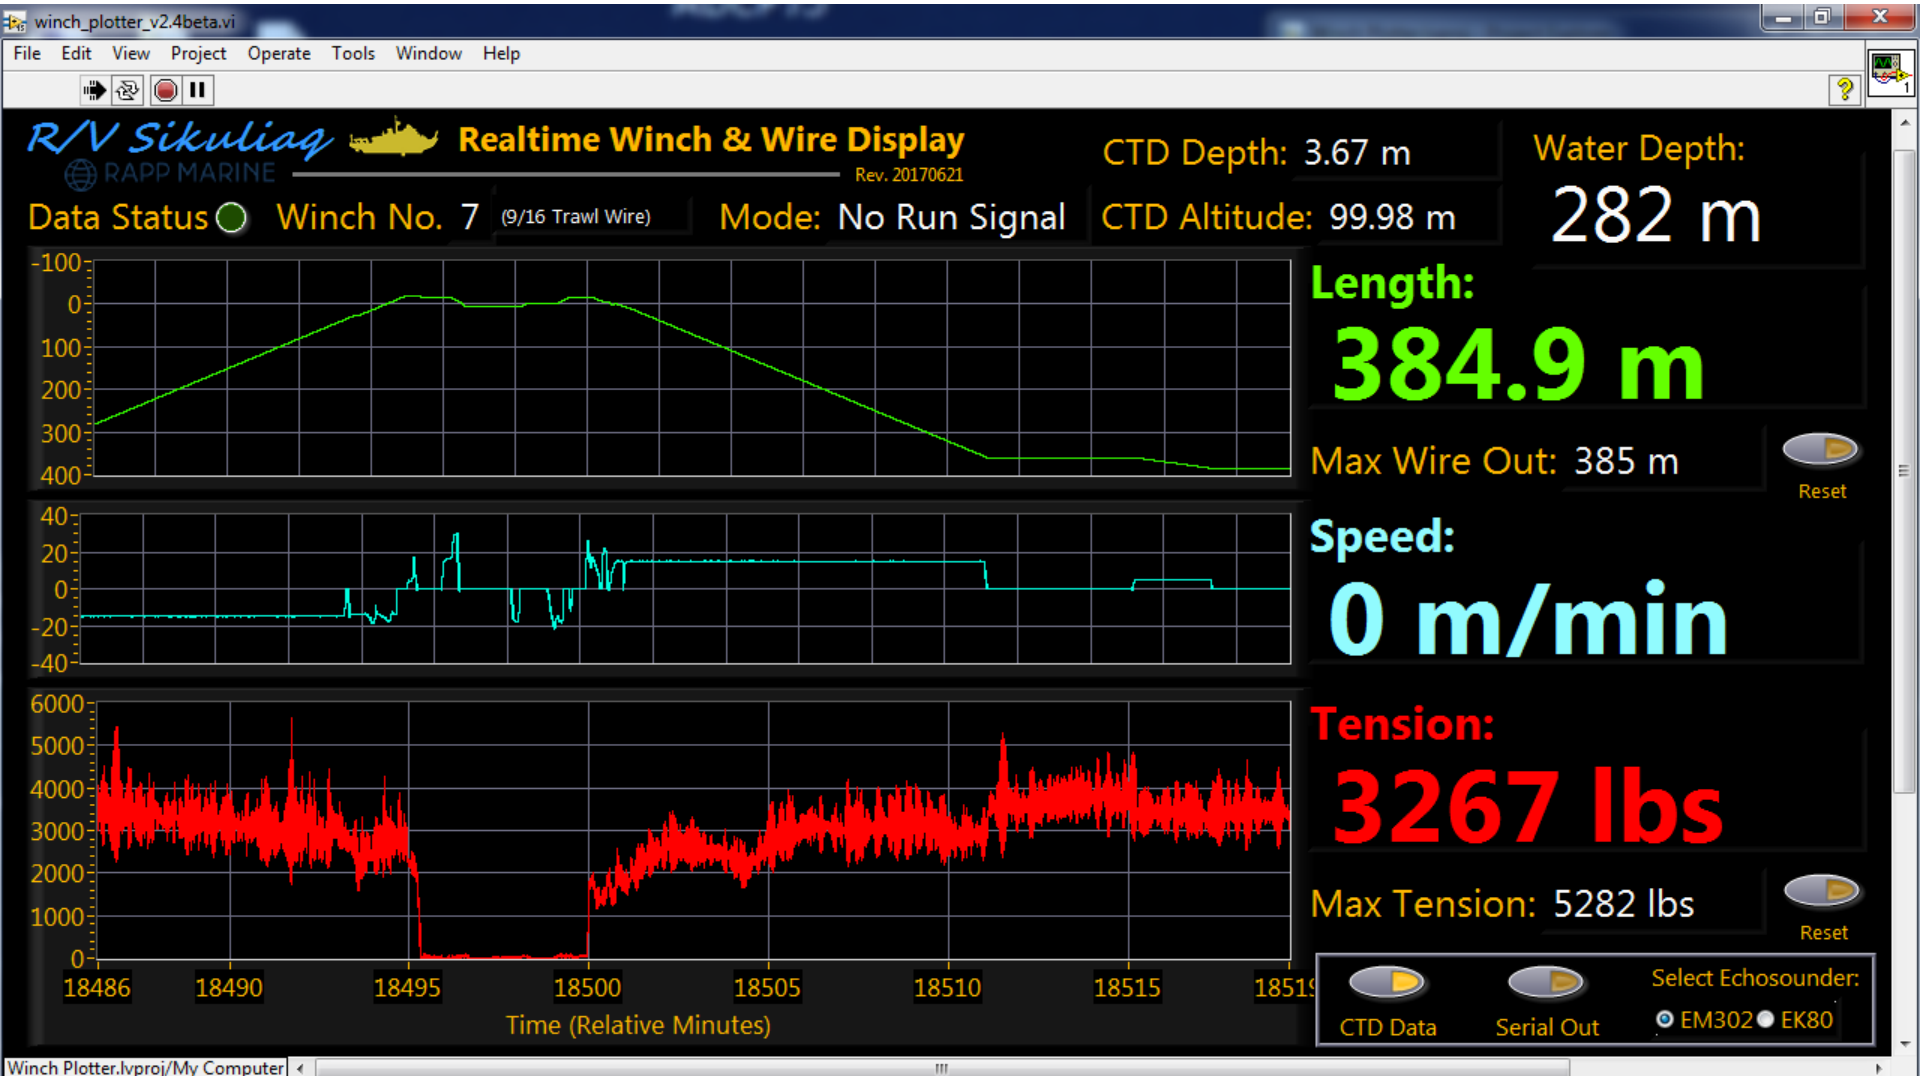 winch_plotter_v2.4beta.vi
File Edit View Project Operate Tools Window Help
1
R/V Sikuliaq Realtime Winch & Wire Display
RAPP MARINE
Rev. 20170621
CTD Depth: 3.67 m
Water Depth:
282 m
Data Status Winch No. 7 (9/16 Trawl Wire) Mode: No Run Signal CTD Altitude: 99.98 m
-100
0
100
200
300
400
Length:
384.9 m
Max Wire Out: 385 m
Reset
40
20
0
-20
-40
Speed:
0 m/min
6000
5000
4000
3000
2000
1000
0
Tension:
3267 lbs
Max Tension: 5282 lbs
Reset
18486 18490 18495 18500 18505 18510 18515 18519
Time (Relative Minutes)
CTD Data Serial Out
Select Echosounder:
EM302 EK80
Winch Plotter.lvproj/My Computer